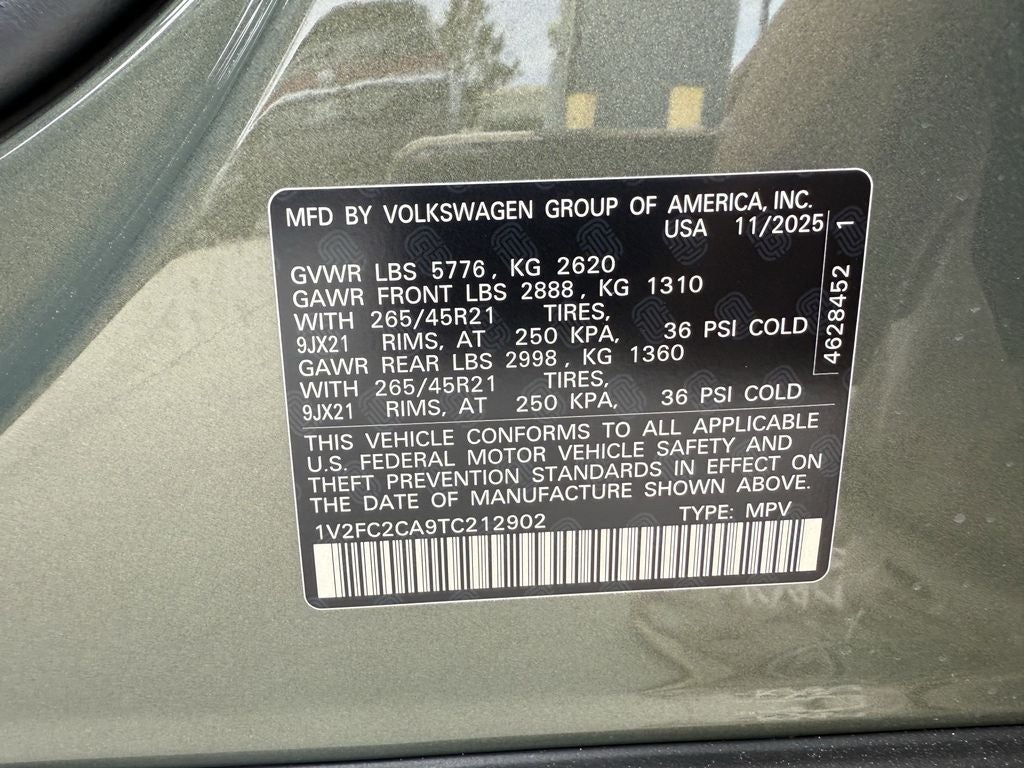 MFD BY VOLKSWAGEN GROUP OF AMERICA, INC.
USA 11/2025
GVWR LBS 5776, KG 2620
GAWR FRONT LBS 2888, KG 1310
WITH 265/45R21 TIRES,
9JX21 RIMS, AT 250 KPA, 36 PSI COLD
GAWR REAR LBS 2998, KG 1360
WITH 265/45R21 TIRES,
9JX21 RIMS, AT 250 KPA, 36 PSI COLD
THIS VEHICLE CONFORMS TO ALL APPLICABLE
U.S. FEDERAL MOTOR VEHICLE SAFETY AND
THEFT PREVENTION STANDARDS IN EFFECT ON
THE DATE OF MANUFACTURE SHOWN ABOVE.
1V2FC2CA9TC212902 TYPE: MPV
4628452 1